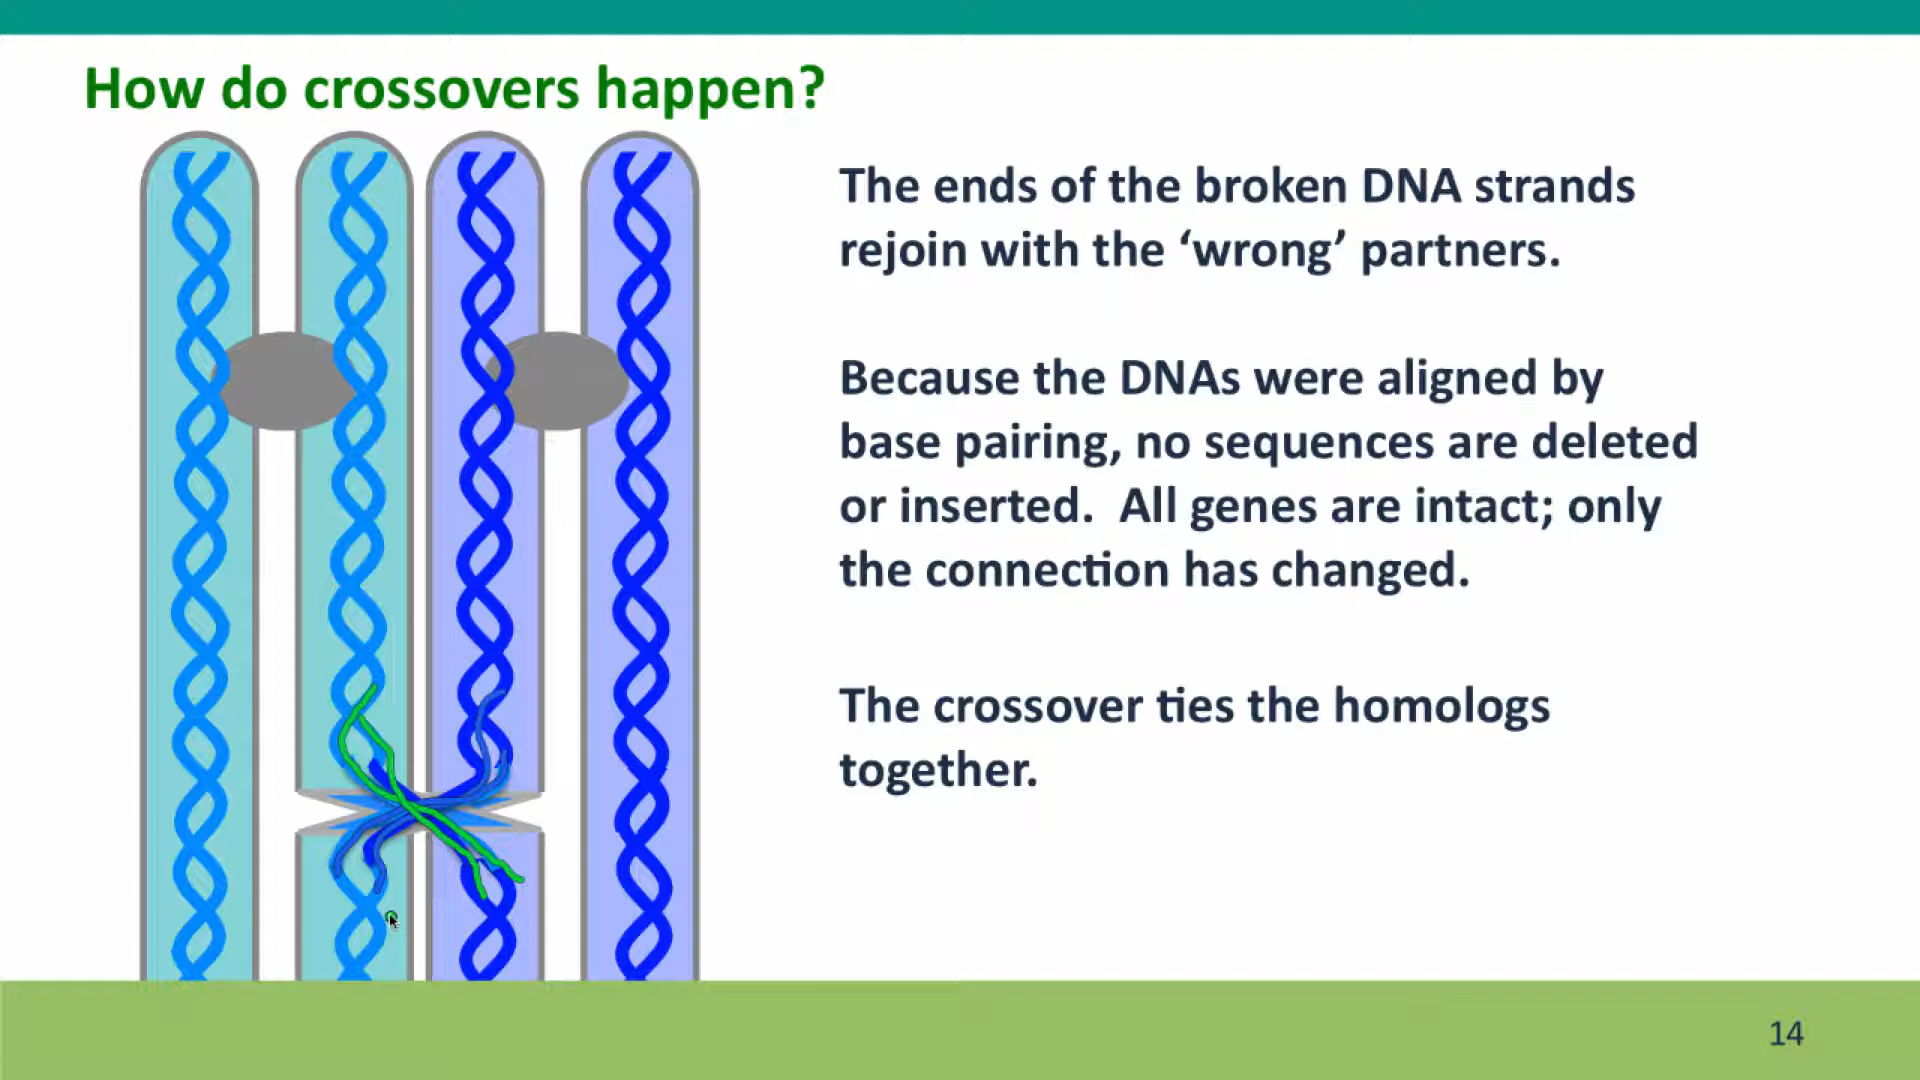 How do crossovers happen?
The ends of the broken DNA strands
rejoin with the ‘wrong’ partners.
Because the DNAs were aligned by
base pairing, no sequences are deleted
or inserted.  All genes are intact; only
the connection has changed.
The crossover ties the homologs
together.
14